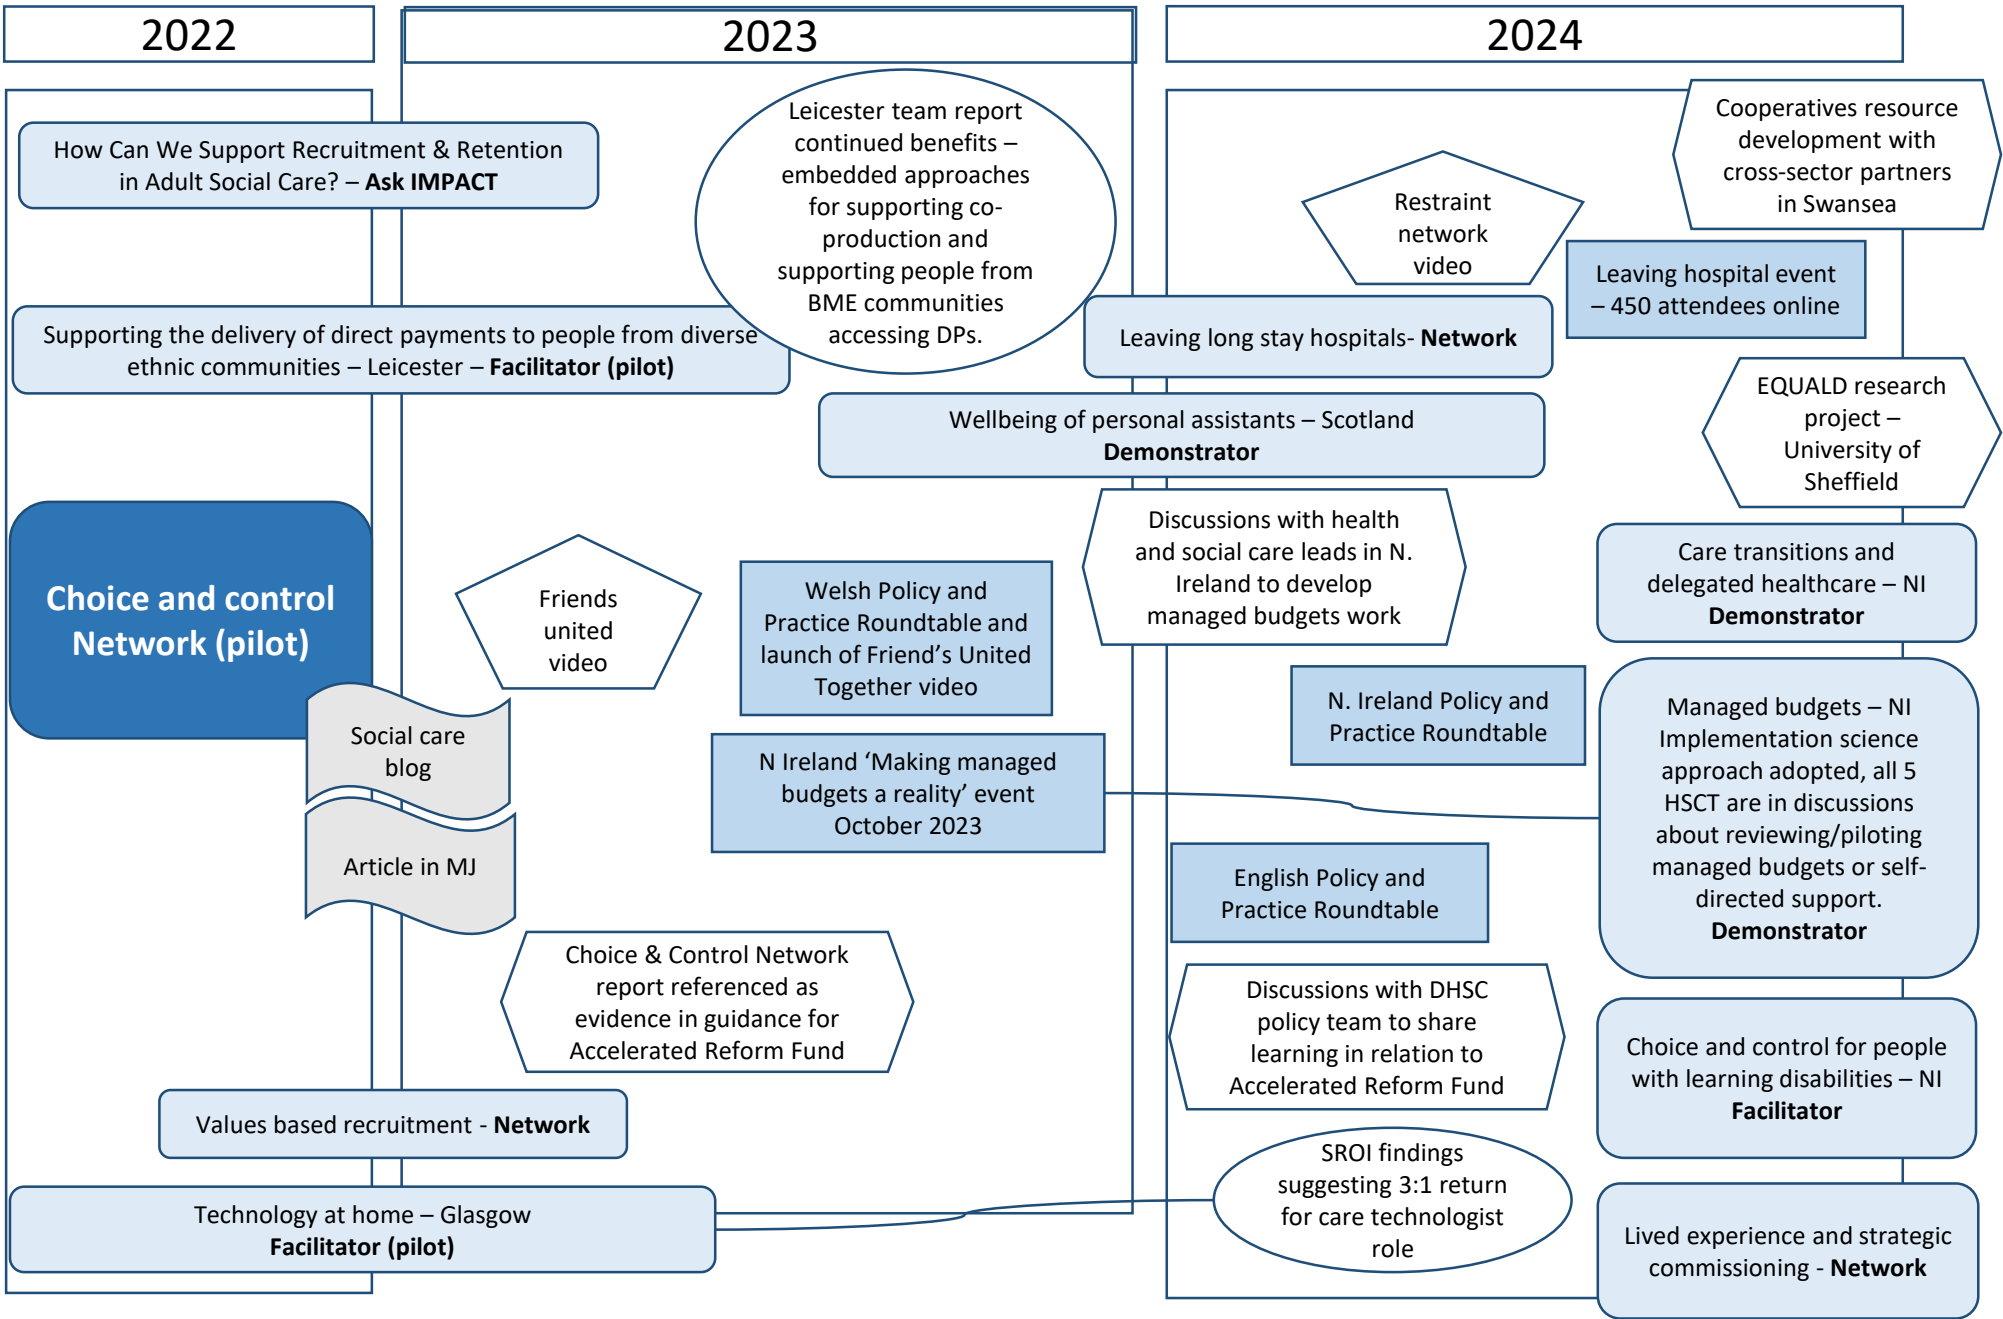 2022
2023
2024
How Can We Support Recruitment & Retention
in Adult Social Care? – Ask IMPACT
Supporting the delivery of direct payments to people from diverse
ethnic communities – Leicester – Facilitator (pilot)
Choice and control
Network (pilot)
Social care
blog
Article in MJ
Values based recruitment - Network
Technology at home – Glasgow
Facilitator (pilot)
Leicester team report
continued benefits –
embedded approaches
for supporting co-
production and
supporting people from
BME communities
accessing DPs.
Wellbeing of personal assistants – Scotland
Demonstrator
Friends
united
video
Welsh Policy and
Practice Roundtable and
launch of Friend’s United
Together video
N Ireland ‘Making managed
budgets a reality’ event
October 2023
Choice & Control Network
report referenced as
evidence in guidance for
Accelerated Reform Fund
Restraint
network
video
Leaving long stay hospitals- Network
Discussions with health
and social care leads in N.
Ireland to develop
managed budgets work
N. Ireland Policy and
Practice Roundtable
English Policy and
Practice Roundtable
Discussions with DHSC
policy team to share
learning in relation to
Accelerated Reform Fund
SROI findings
suggesting 3:1 return
for care technologist
role
Cooperatives resource
development with
cross-sector partners
in Swansea
Leaving hospital event
– 450 attendees online
EQUALD research
project –
University of
Sheffield
Care transitions and
delegated healthcare – NI
Demonstrator
Managed budgets – NI
Implementation science
approach adopted, all 5
HSCT are in discussions
about reviewing/piloting
managed budgets or self-
directed support.
Demonstrator
Choice and control for people
with learning disabilities – NI
Facilitator
Lived experience and strategic
commissioning - Network